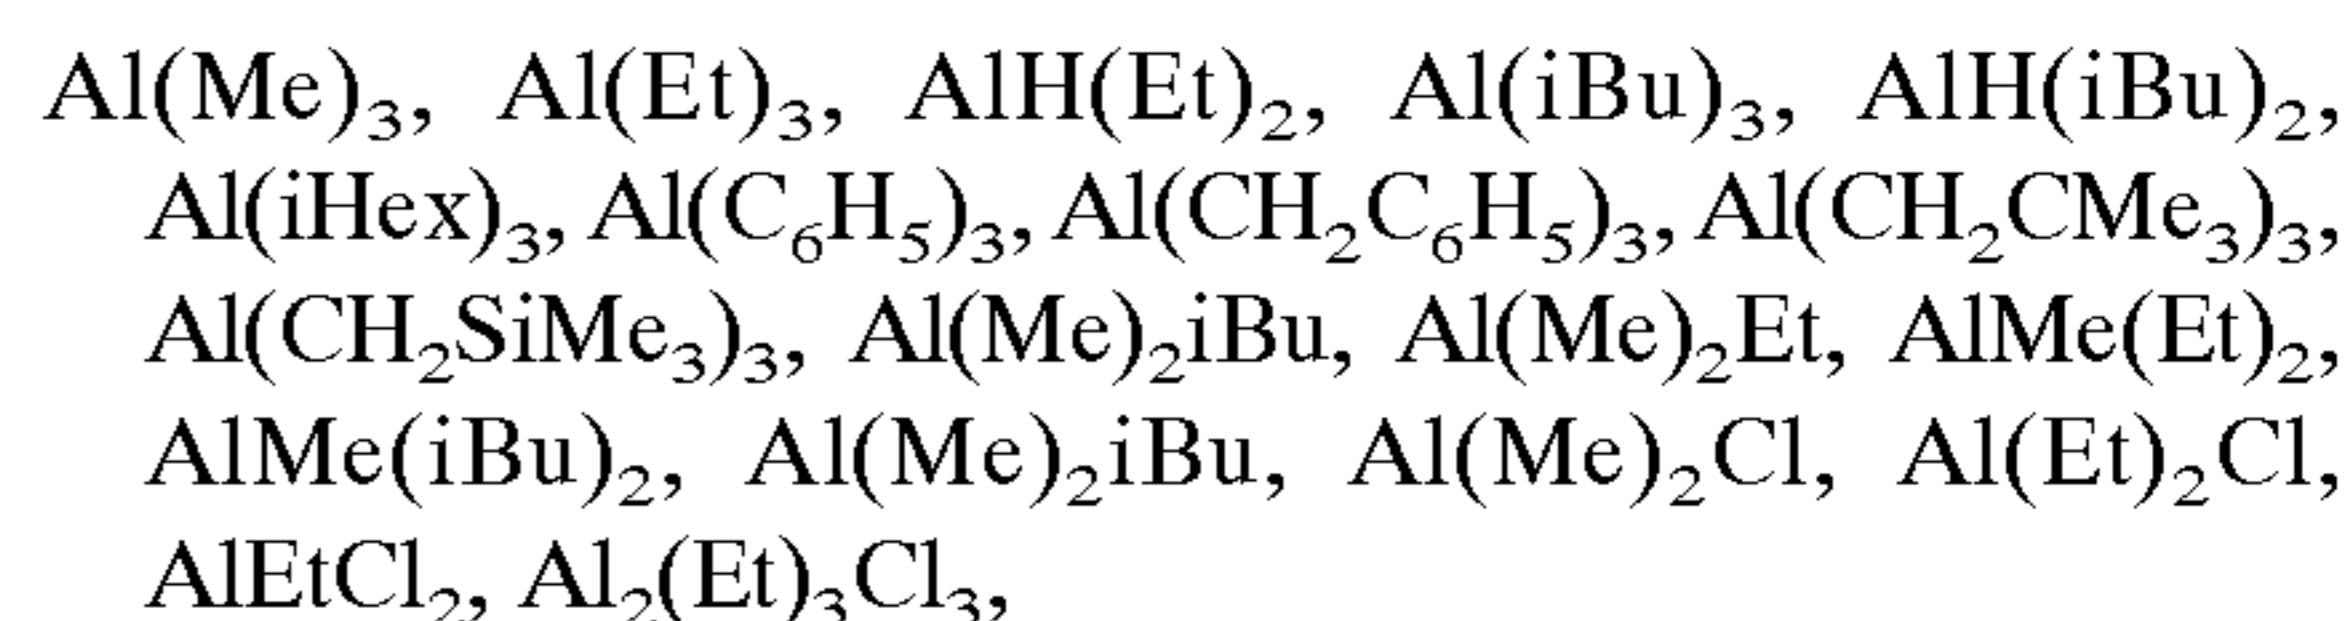 Al(Me)₃, Al(Et)₃, AlH(Et)₂, Al(iBu)₃, AlH(iBu)₂,
Al(iHex)₃, Al(C₆H₅)₃, Al(CH₂C₆H₅)₃, Al(CH₂CMe₃)₃,
Al(CH₂SiMe₃)₃, Al(Me)₂iBu, Al(Me)₂Et, AlMe(Et)₂,
AlMe(iBu)₂, Al(Me)₂iBu, Al(Me)₂Cl, Al(Et)₂Cl,
AlEtCl₂, Al₂(Et)₃Cl₃,